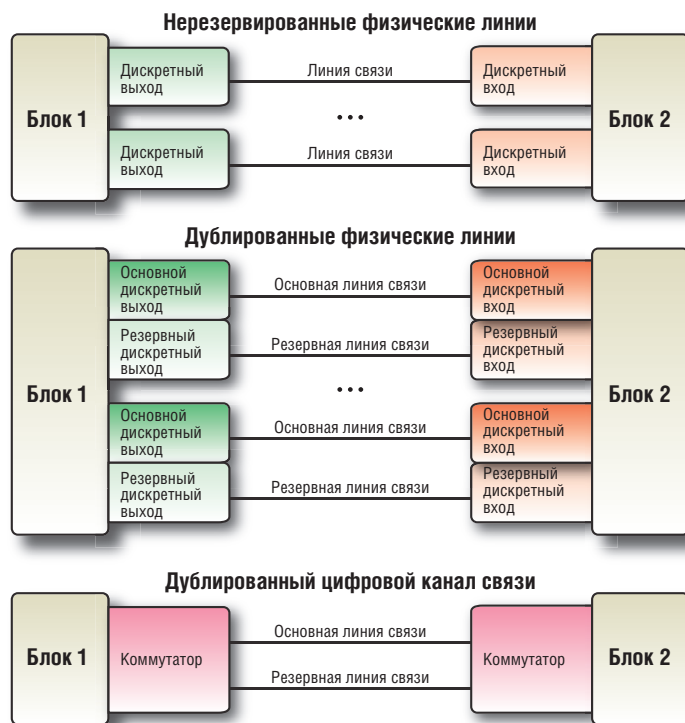 Нерезервированные физические линии
Блок 1
Дискретный
выход
Линия связи
Дискретный
вход
Блок 2
...
Дискретный
выход
Линия связи
Дискретный
вход
Дублированные физические линии
Блок 1
Основной
дискретный
выход
Основная линия связи
Основной
дискретный
вход
Блок 2
Резервный
дискретный
выход
Резервная линия связи
Резервный
дискретный
вход
...
Основной
дискретный
выход
Основная линия связи
Основной
дискретный
вход
Резервный
дискретный
выход
Резервная линия связи
Резервный
дискретный
вход
Дублированный цифровой канал связи
Блок 1
Коммутатор
Основная линия связи
Резервная линия связи
Коммутатор
Блок 2